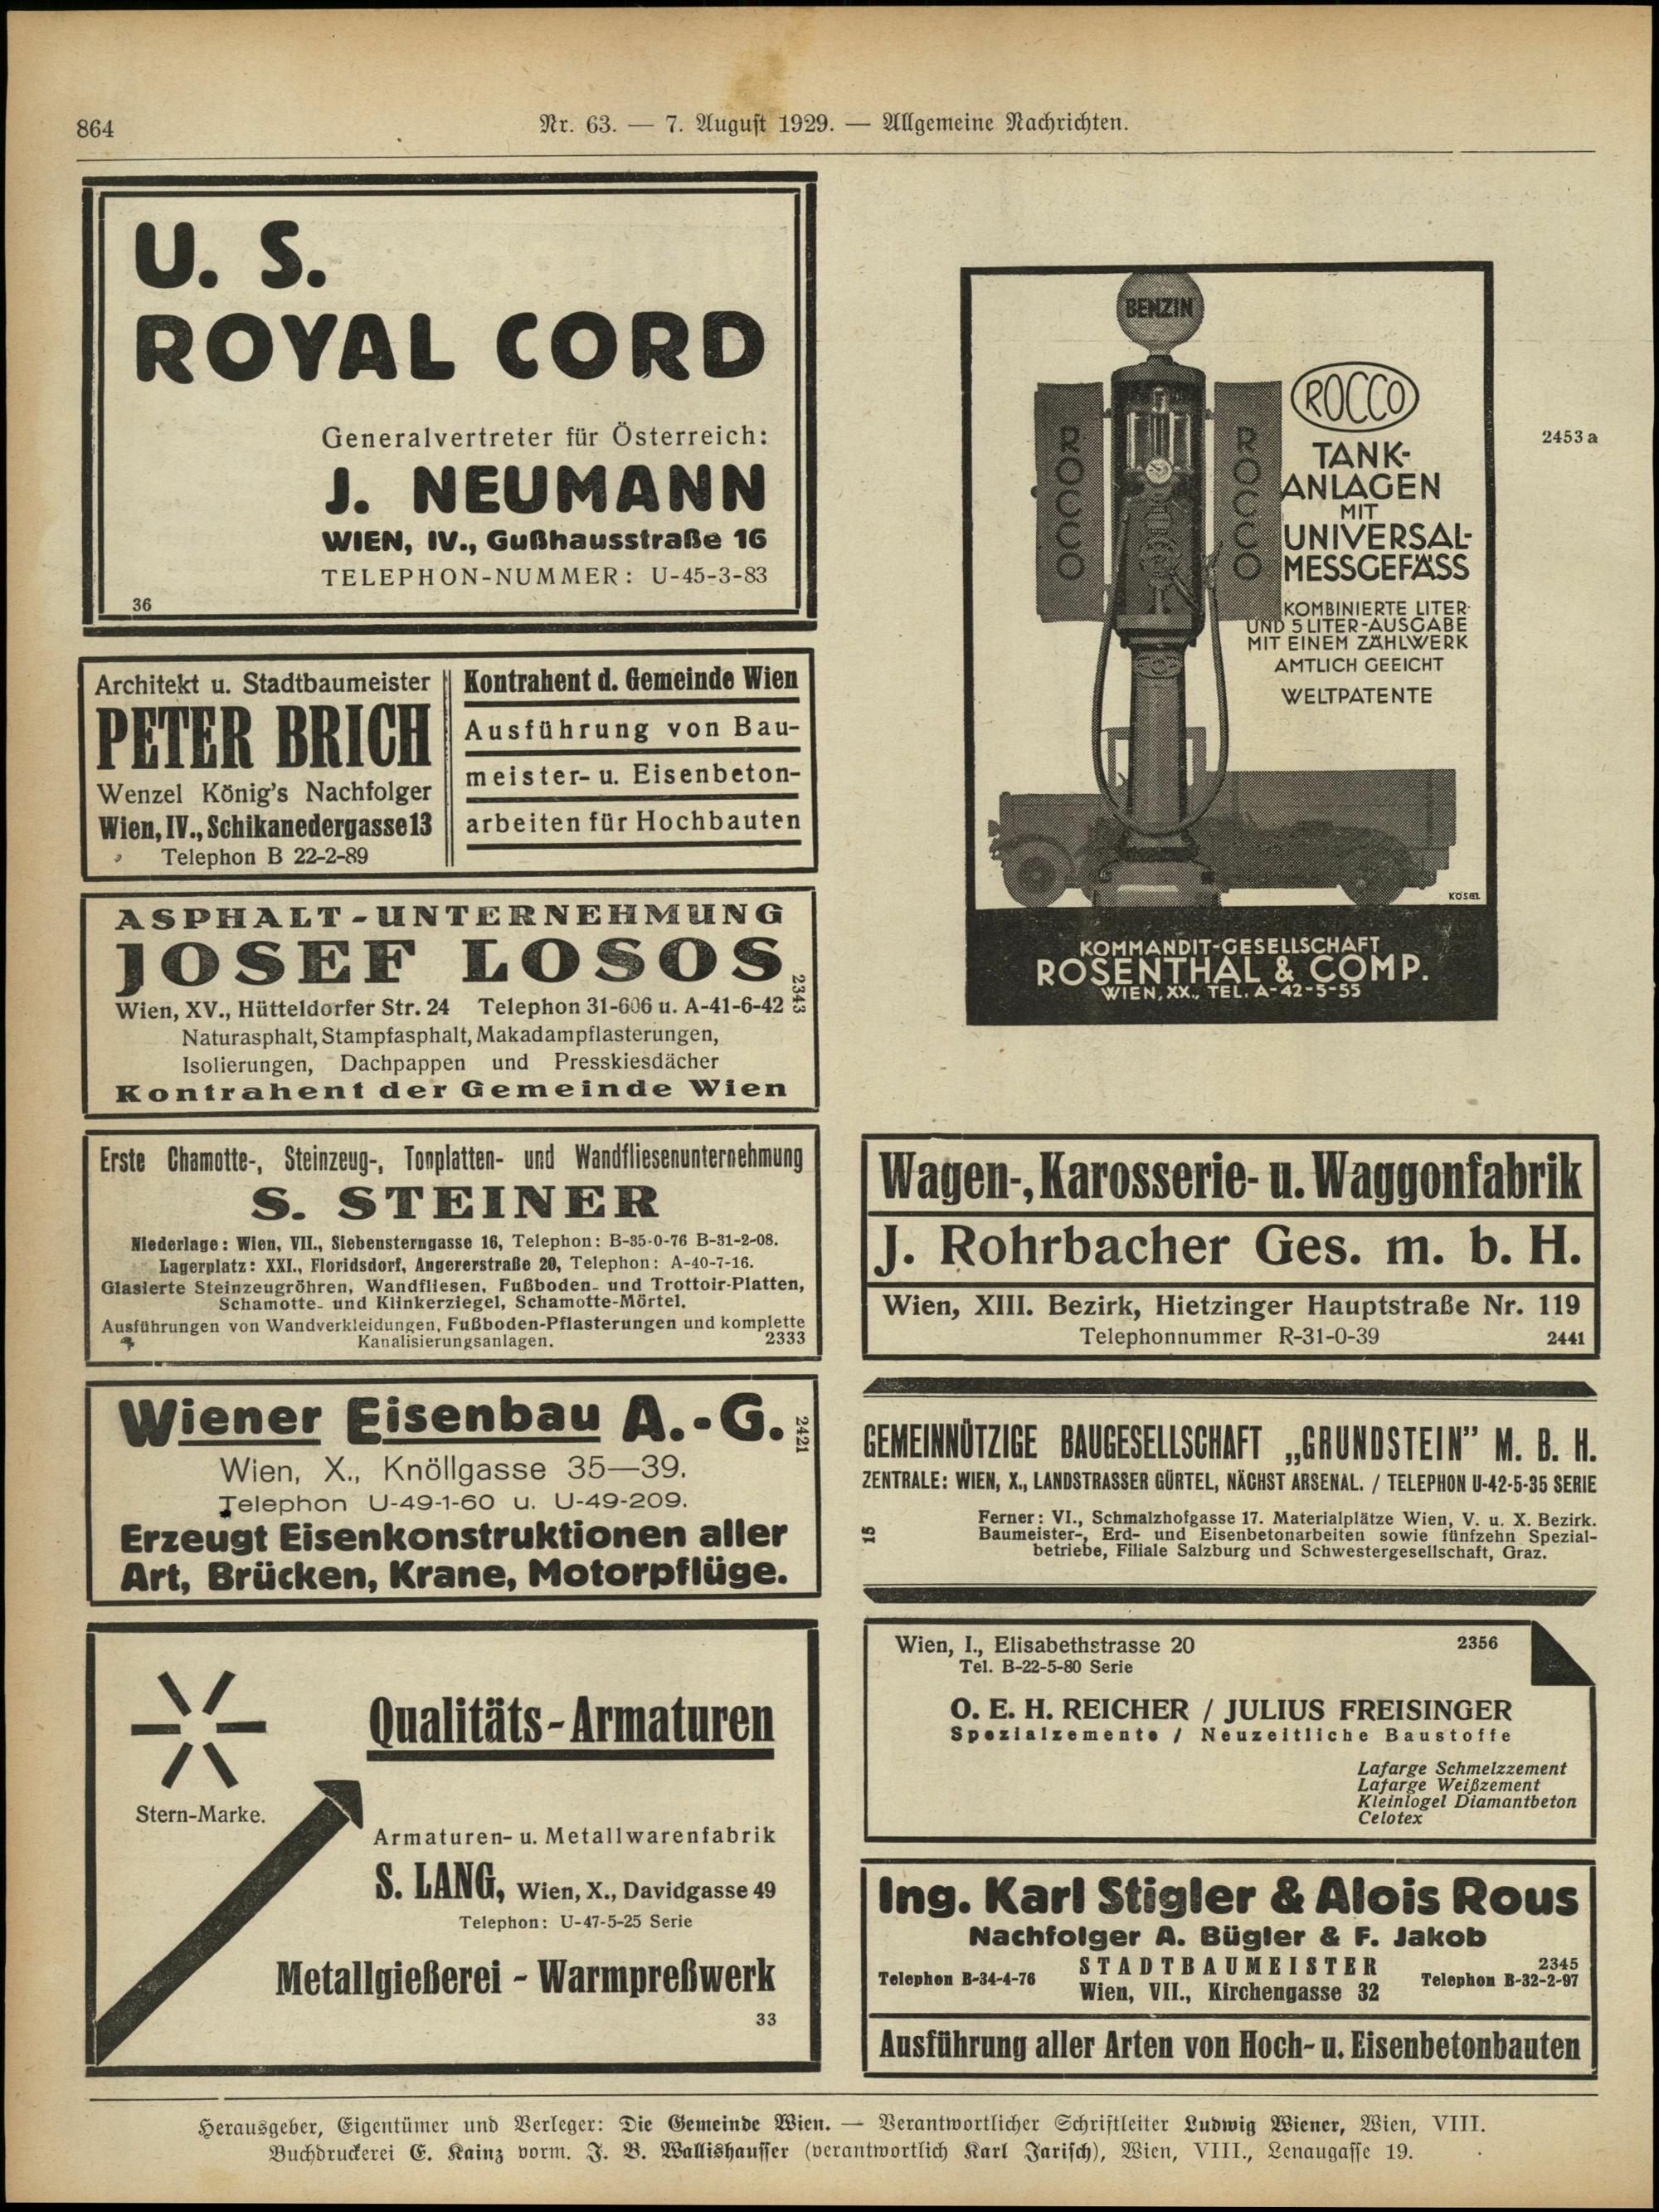 864
Nr. 63. — 7. August 1929. — Allgemeine Nachrichten.
U. S.
ROYAL CORD
Generalvertreter für Österreich:
J. NEUMANN
WIEN, IV., Gußhausstraße 16
TELEPHON-NUMMER: U-45-3-83
36
Architekt u. Stadtbaumeister
PETER BRICH
Wenzel König's Nachfolger
Wien, IV., Schikanedergasse 13
Telephon B 22-2-89
Kontrahent d. Gemeinde Wien
Ausführung von Bau-
meister- u. Eisenbeton-
arbeiten für Hochbauten
ASPHALT-UNTERNEHMUNG
JOSEF LOSOS
Wien, XV., Hütteldorfer Str. 24 Telephon 31-606 u. A-41-6-42
2343
Naturasphalt, Stampfasphalt, Makadampflasterungen,
Isolierungen, Dachpappen und Presskiesdächer
Kontrahent der Gemeinde Wien
Erste Chamotte-, Steinzeug-, Tonplatten- und Wandfliesenunternehmung
S. STEINER
Niederlage: Wien, VII., Siebensterngasse 16, Telephon: B-35-0-76 B-31-2-08.
Lagerplatz: XXI., Floridsdorf, Angererstraße 20, Telephon: A-40-7-16.
Glasierte Steinzeugröhren, Wandfliesen, Fußboden- und Trottoir-Platten,
Schamotte- und Klinkerziegel, Schamotte-Mörtel.
Ausführungen von Wandverkleidungen, Fußboden-Pflasterungen und komplette
Kanalisierungsanlagen. 2333
Wiener Eisenbau A.-G.
2421
Wien, X., Knöllgasse 35—39.
Telephon U-49-1-60 u. U-49-209.
Erzeugt Eisenkonstruktionen aller
Art, Brücken, Krane, Motorpflüge.
Stern-Marke.
Qualitäts-Armaturen
Armaturen- u. Metallwarenfabrik
S. LANG, Wien, X., Davidgasse 49
Telephon: U-47-5-25 Serie
Metallgießerei - Warmpreßwerk
33
BENZIN
ROCCO
ROCCO
ROCCO
TANK-
ANLAGEN
MIT
UNIVERSAL-
MESSGEFÄSS
KOMBINIERTE LITER-
UND 5 LITER-AUSGABE
MIT EINEM ZÄHLWERK
AMTLICH GEEICHT
WELTPATENTE
KOSEL
KOMMANDIT-GESELLSCHAFT
ROSENTHAL & COMP.
WIEN, XX., TEL. A-42-5-55
2453 a
Wagen-, Karosserie- u. Waggonfabrik
J. Rohrbacher Ges. m. b. H.
Wien, XIII. Bezirk, Hietzinger Hauptstraße Nr. 119
Telephonnummer R-31-0-39 2441
GEMEINNÜTZIGE BAUGESELLSCHAFT „GRUNDSTEIN” M. B. H.
ZENTRALE: WIEN, X., LANDSTRASSER GÜRTEL, NÄCHST ARSENAL. / TELEPHON U-42-5-35 SERIE
Ferner: VI., Schmalzhofgasse 17. Materialplätze Wien, V. u. X. Bezirk.
Baumeister-, Erd- und Eisenbetonarbeiten sowie fünfzehn Spezial-
betriebe, Filiale Salzburg und Schwestergesellschaft, Graz.
15
Wien, I., Elisabethstrasse 20 2356
Tel. B-22-5-80 Serie
O. E. H. REICHER / JULIUS FREISINGER
Spezialzemente / Neuzeitliche Baustoffe
Lafarge Schmelzzement
Lafarge Weißzement
Kleinlogel Diamantbeton
Celotex
Ing. Karl Stigler & Alois Rous
Nachfolger A. Bügler & F. Jakob
STADTBAUMEISTER 2345
Telephon B-34-4-76 Wien, VII., Kirchengasse 32 Telephon B-32-2-97
Ausführung aller Arten von Hoch- u. Eisenbetonbauten
Herausgeber, Eigentümer und Verleger: Die Gemeinde Wien. — Verantwortlicher Schriftleiter Ludwig Wiener, Wien, VIII.
Buchdruckerei E. Kainz vorm. J. B. Wallishausser (verantwortlich Karl Jarisch), Wien, VIII., Lenaugasse 19.